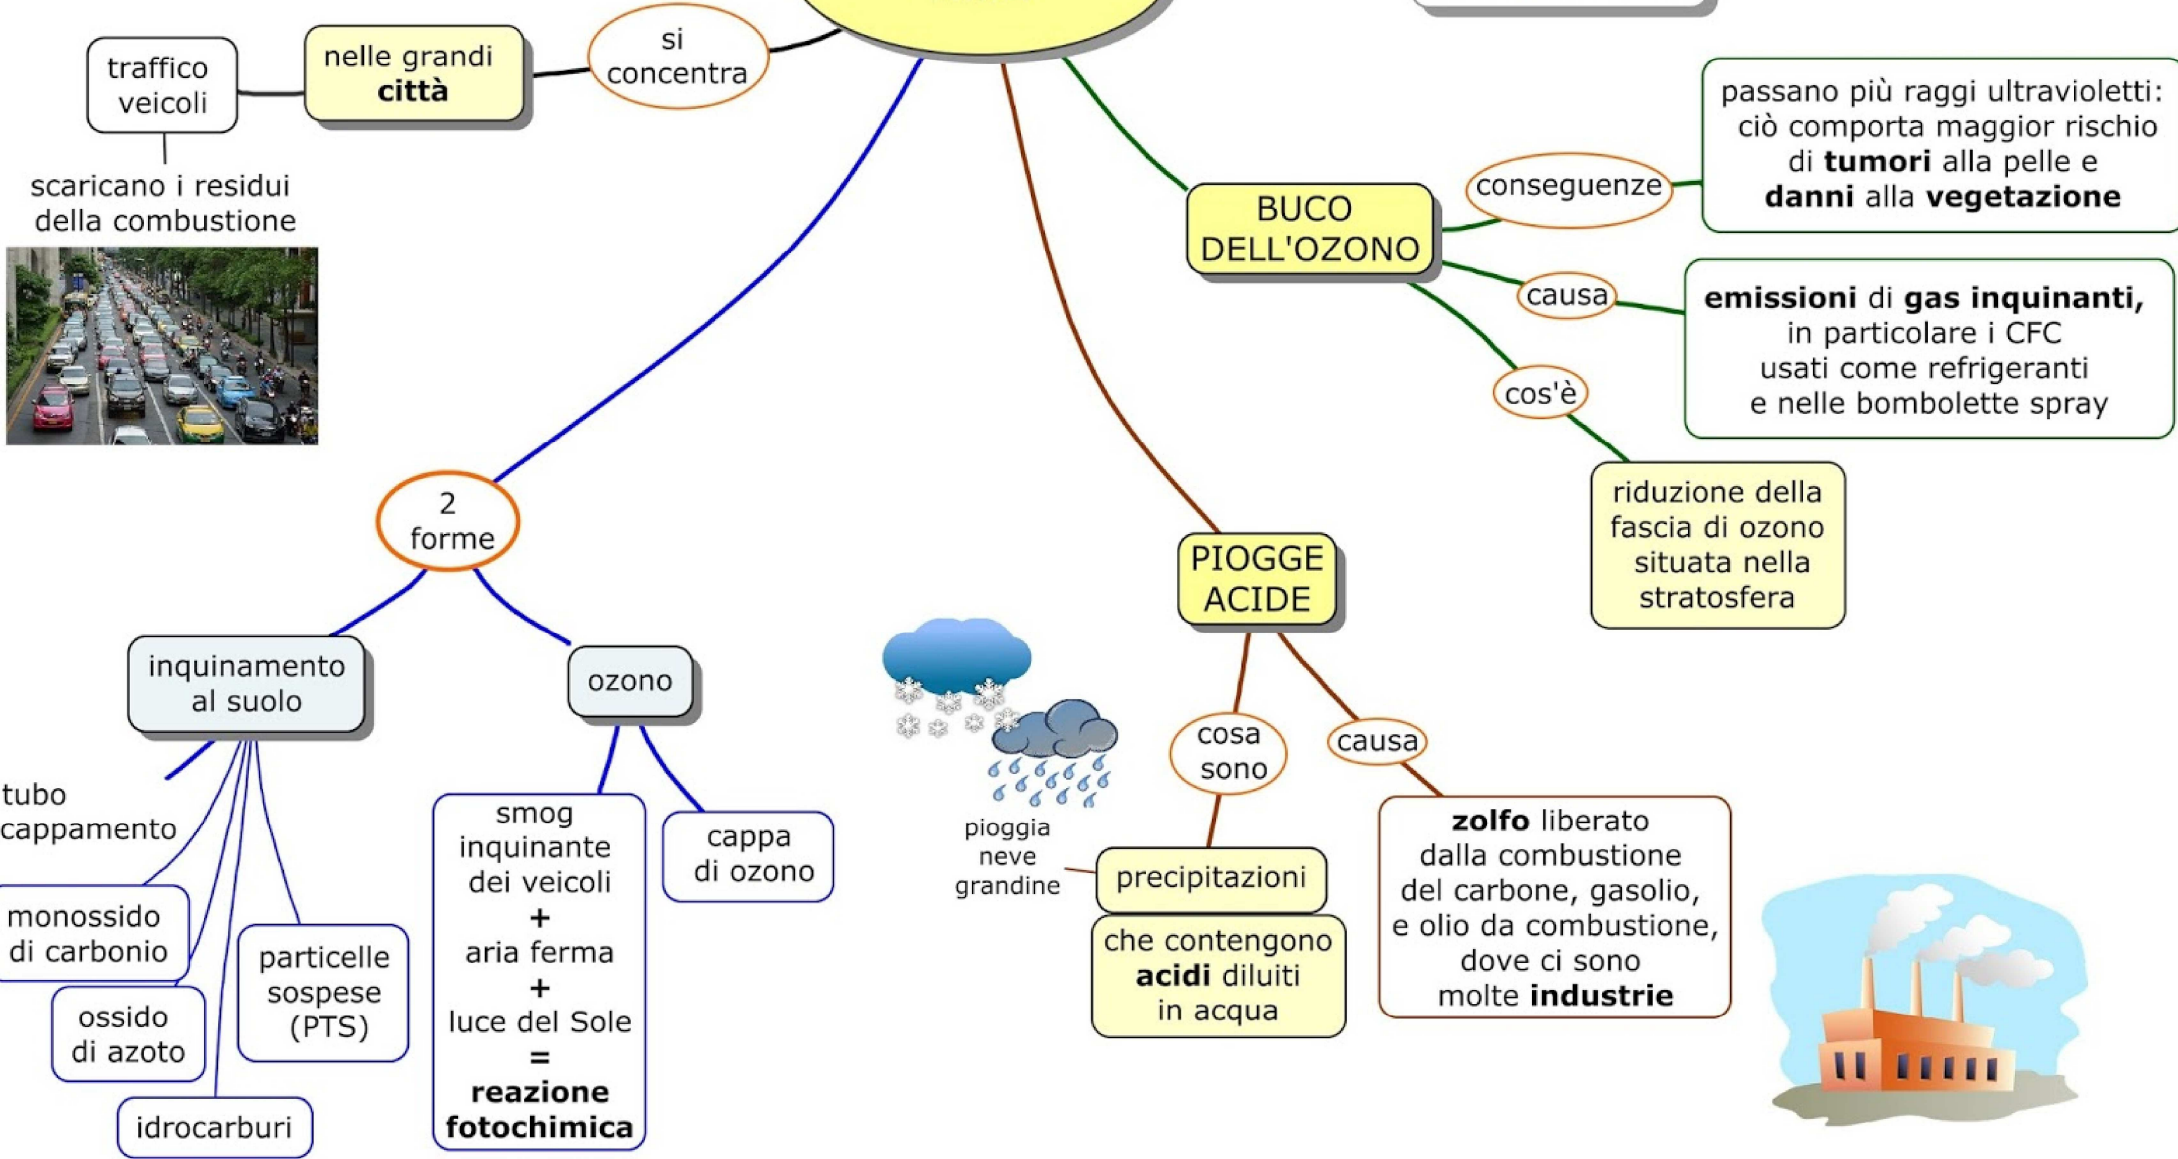 si
concentra
nelle grandi
città
traffico
veicoli
scaricano i residui
della combustione
passano più raggi ultravioletti:
ciò comporta maggior rischio
di tumori alla pelle e
danni alla vegetazione
conseguenze
BUCO
DELL'OZONO
causa
emissioni di gas inquinanti,
in particolare i CFC
usati come refrigeranti
e nelle bombolette spray
cos'è
riduzione della
fascia di ozono
situata nella
stratosfera
2
forme
inquinamento
al suolo
ozono
tubo
cappamento
monossido
di carbonio
ossido
di azoto
idrocarburi
particelle
sospese
(PTS)
smog
inquinante
dei veicoli
+
aria ferma
+
luce del Sole
=
reazione
fotochimica
cappa
di ozono
PIOGGE
ACIDE
cosa
sono
causa
pioggia
neve
grandine
precipitazioni
che contengono
acidi diluiti
in acqua
zolfo liberato
dalla combustione
del carbone, gasolio,
e olio da combustione,
dove ci sono
molte industrie